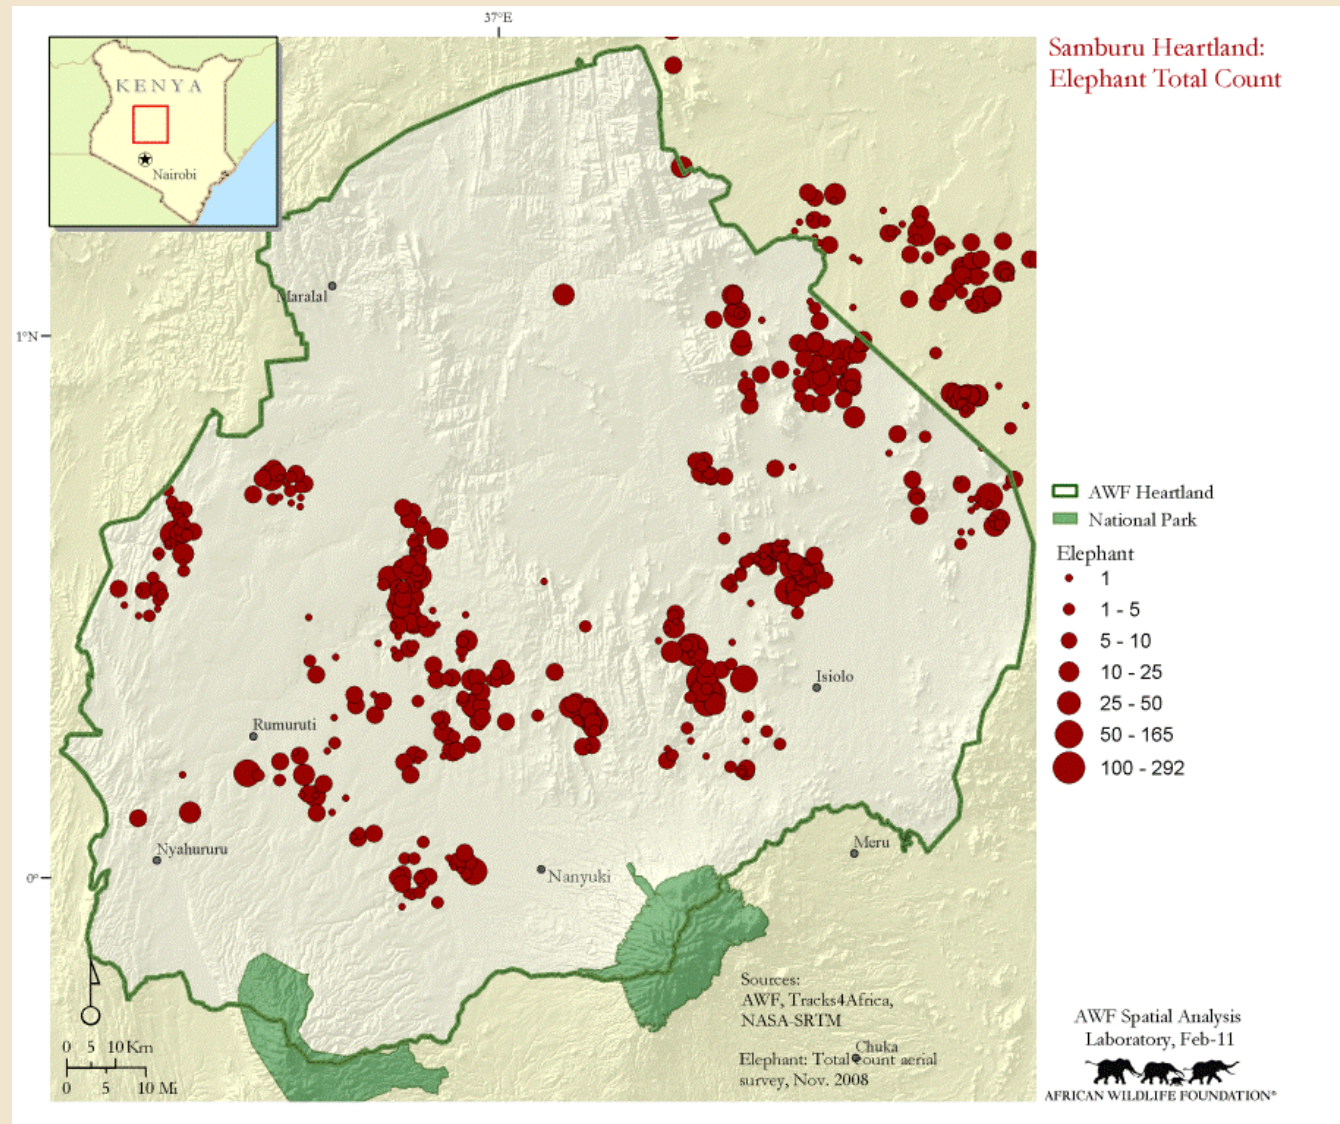 37°E
Samburu Heartland:
Elephant Total Count
KENYA
Nairobi
Maralal
1°N
AWF Heartland
National Park
Elephant
1
1 - 5
5 - 10
10 - 25
25 - 50
50 - 165
100 - 292
Isiolo
Rumuruti
Nyahururu
Meru
0°
Nanyuki
Sources:
AWF, Tracks4Africa,
NASA-SRTM
Chuka
Elephant: Total count aerial
survey, Nov. 2008
0 5 10 Km
0 5 10 Mi
AWF Spatial Analysis
Laboratory, Feb-11
AFRICAN WILDLIFE FOUNDATION®